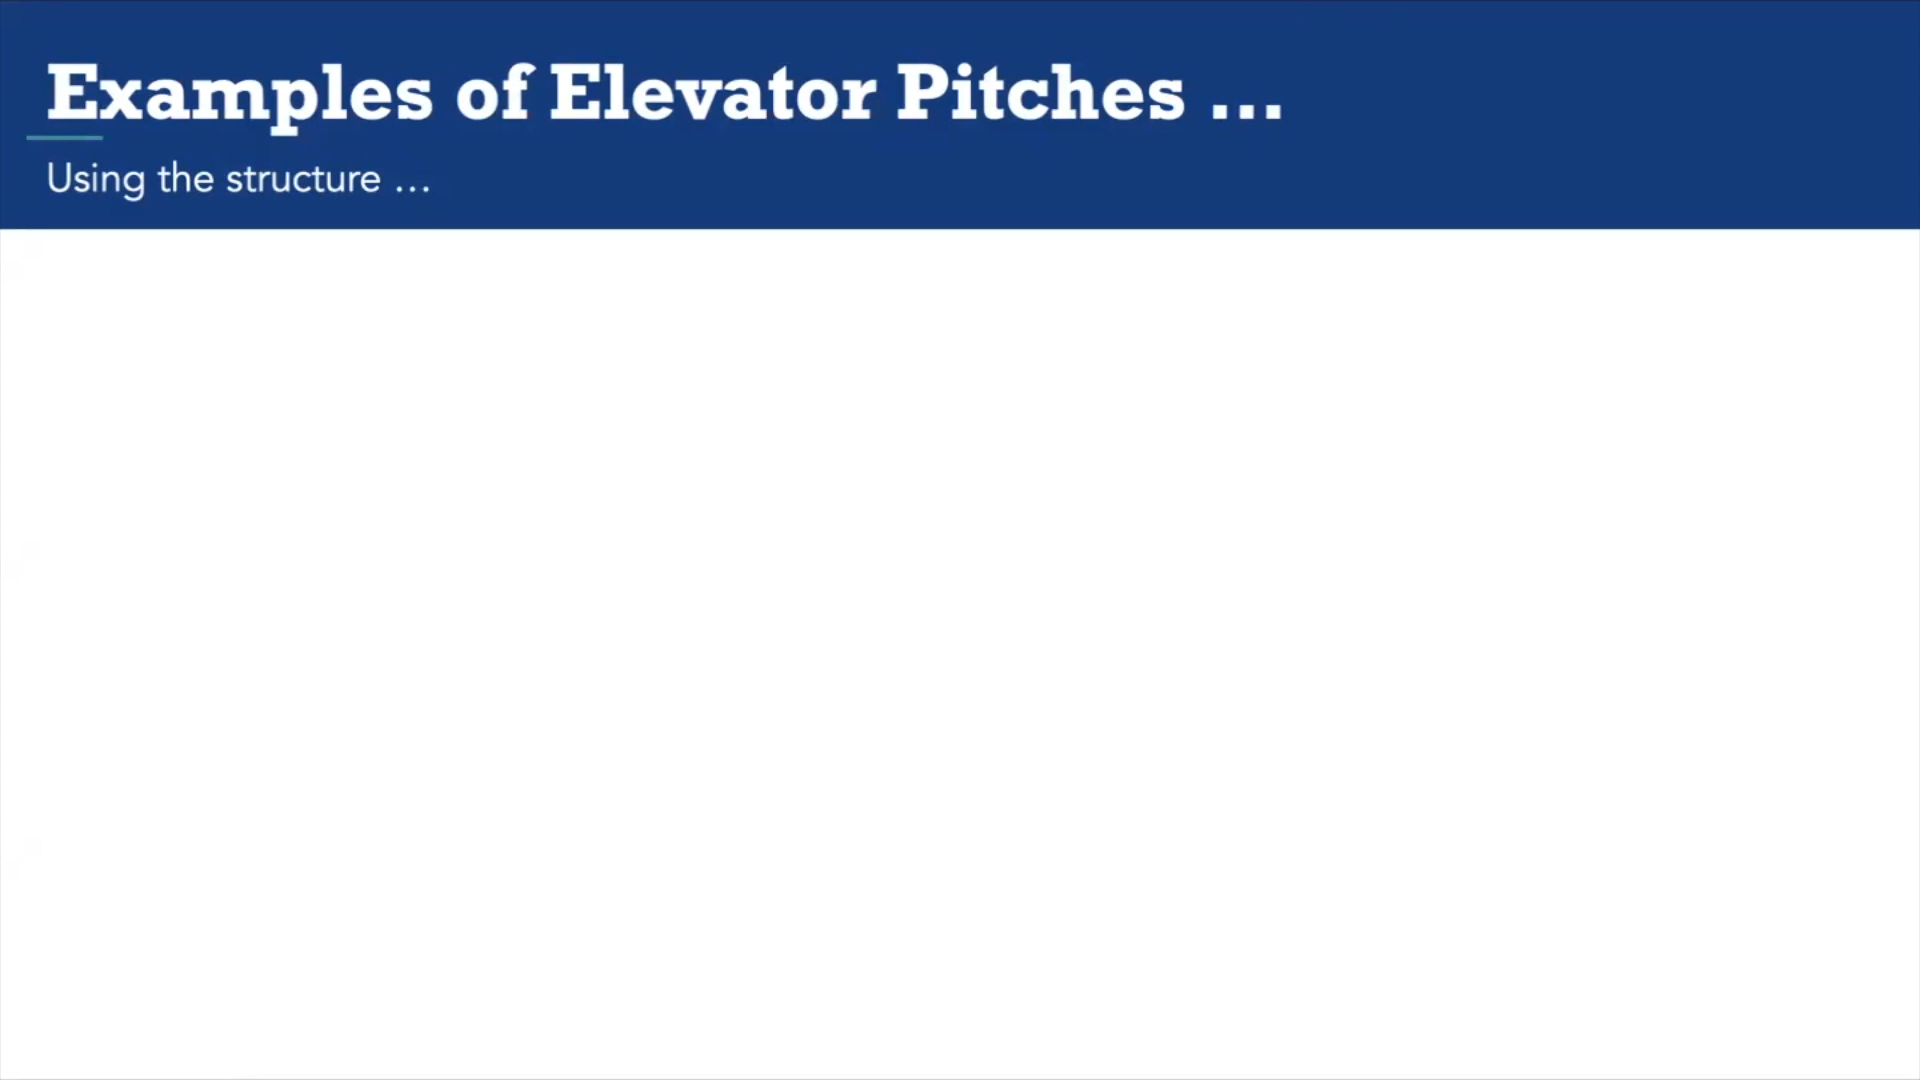 Examples of Elevator Pitches ...
Using the structure ...